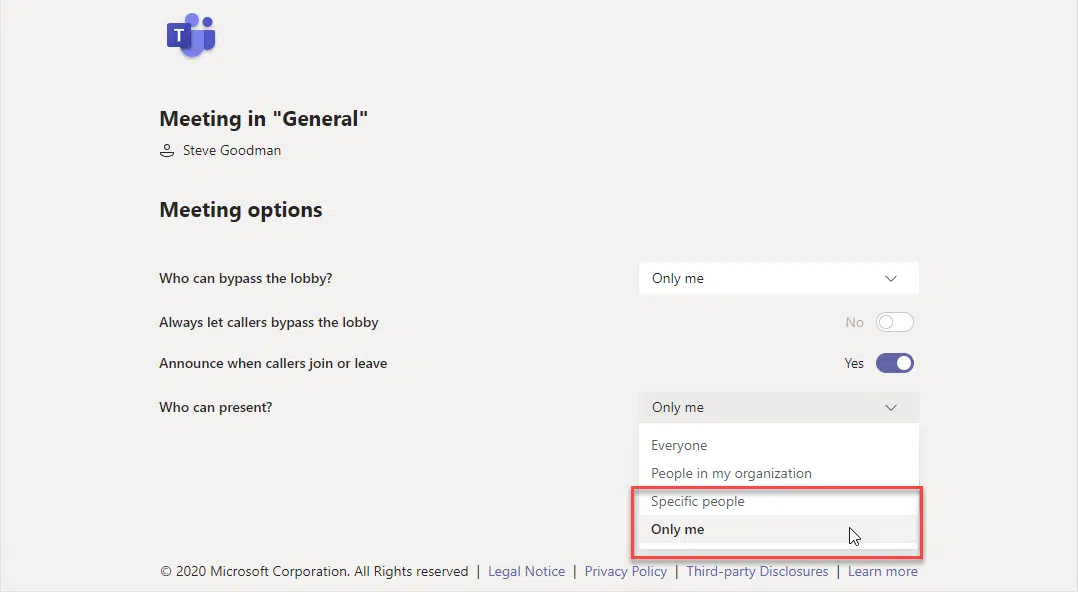 T
Meeting in "General"
Steve Goodman
Meeting options
Who can bypass the lobby? Only me
Always let callers bypass the lobby No
Announce when callers join or leave Yes
Who can present? Only me
Everyone
People in my organization
Specific people
Only me
© 2020 Microsoft Corporation. All Rights reserved | Legal Notice | Privacy Policy | Third-party Disclosures | Learn more